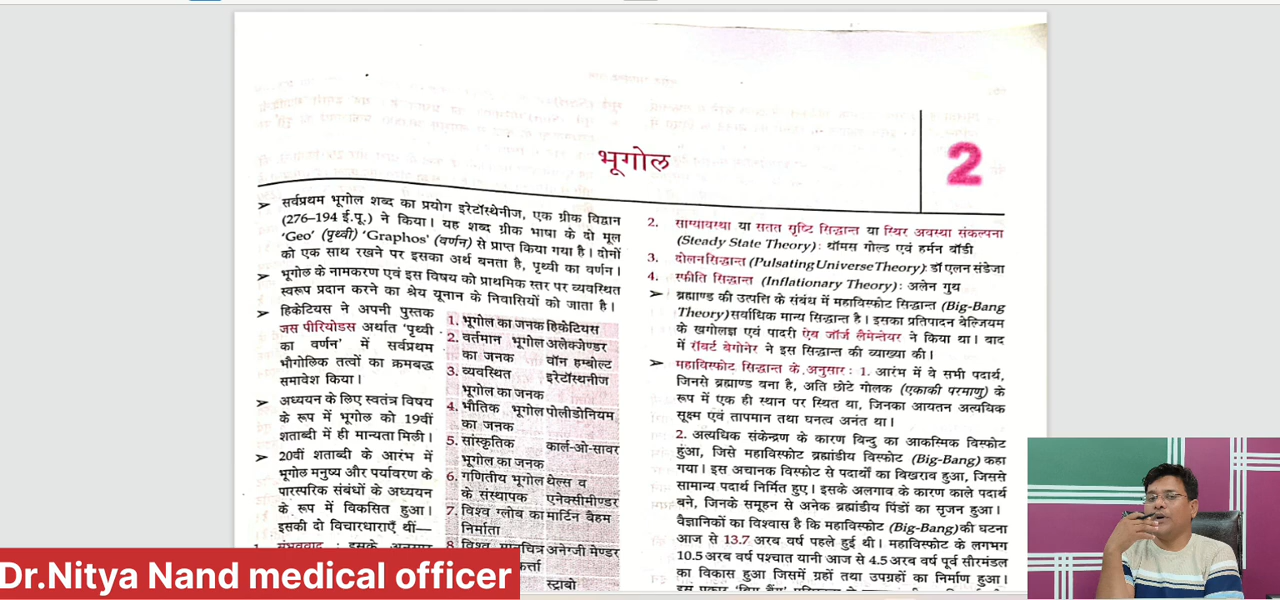 भूगोल
2
➢ सर्वप्रथम भूगोल शब्द का प्रयोग इरेटॉस्थेनीज, एक ग्रीक विद्वान
(276–194 ई.पू.) ने किया। यह शब्द ग्रीक भाषा के दो मूल
‘Geo’ (पृथ्वी) ‘Graphos’ (वर्णन) से प्राप्त किया गया है। दोनों
को एक साथ रखने पर इसका अर्थ बनता है, पृथ्वी का वर्णन।
➢ भूगोल के नामकरण एवं इस विषय को प्राथमिक स्तर पर व्यवस्थित
स्वरूप प्रदान करने का श्रेय यूनान के निवासियों को जाता है।
➢ हिकेटियस ने अपनी पुस्तक
जस पीरियोडस अर्थात ‘पृथ्वी
का वर्णन’ में सर्वप्रथम
भौगोलिक तत्वों का क्रमबद्ध
समावेश किया।
➢ अध्ययन के लिए स्वतंत्र विषय
के रूप में भूगोल को 19वीं
शताब्दी में ही मान्यता मिली।
➢ 20वीं शताब्दी के आरंभ में
भूगोल मनुष्य और पर्यावरण के
पारस्परिक संबंधों के अध्ययन
के रूप में विकसित हुआ।
इसकी दो विचारधाराएँ थीं—
1. संभववाद : इसके अनुसार
1. भूगोल का जनक हिकेटियस
2. वर्तमान भूगोल अलेक्जेण्डर
का जनक वॉन हम्बोल्ट
3. व्यवस्थित इरेटॉस्थनीज
भूगोल का जनक
4. भौतिक भूगोल पोलीडोनियम
का जनक
5. सांस्कृतिक कार्ल-ओ-सावर
भूगोल का जनक
6. गणितीय भूगोल थेल्स व
के संस्थापक एनेक्सीमीण्डर
7. विश्व ग्लोब का मार्टिन बैहम
निर्माता
8. विश्व मानचित्र अनेग्जी मेण्डर
स्ट्राबो
2. साम्यावस्था या सतत सृष्टि सिद्धान्त या स्थिर अवस्था संकल्पना
(Steady State Theory) : थॉमस गोल्ड एवं हर्मन बॉडी
3. दोलन सिद्धान्त (Pulsating Universe Theory): डॉ एलन संडेजा
4. स्फीति सिद्धान्त (Inflationary Theory) : अलेन गुथ
➢ ब्रह्माण्ड की उत्पत्ति के संबंध में महाविस्फोट सिद्धान्त (Big-Bang
Theory) सर्वाधिक मान्य सिद्धान्त है। इसका प्रतिपादन बेल्जियम
के खगोलज्ञ एवं पादरी ऐब जॉर्ज लैमेन्तेयर ने किया था। बाद
में रॉबर्ट वेगोनेर ने इस सिद्धान्त की व्याख्या की।
➢ महाविस्फोट सिद्धान्त के अनुसार : 1. आरंभ में वे सभी पदार्थ,
जिनसे ब्रह्माण्ड बना है, अति छोटे गोलक (एकाकी परमाणु) के
रूप में एक ही स्थान पर स्थित था, जिनका आयतन अत्यधिक
सूक्ष्म एवं तापमान तथा घनत्व अनंत था।
2. अत्यधिक संकेन्द्रण के कारण बिन्दु का आकस्मिक विस्फोट
हुआ, जिसे महाविस्फोट ब्रह्मांडीय विस्फोट (Big-Bang) कहा
गया। इस अचानक विस्फोट से पदार्थों का बिखराव हुआ, जिससे
सामान्य पदार्थ निर्मित हुए। इसके अलगाव के कारण काले पदार्थ
बने, जिनके समूहन से अनेक ब्रह्मांडीय पिंडों का सृजन हुआ।
वैज्ञानिकों का विश्वास है कि महाविस्फोट (Big-Bang) की घटना
आज से 13.7 अरब वर्ष पहले हुई थी। महाविस्फोट के लगभग
10.5 अरब वर्ष पश्चात यानी आज से 4.5 अरब वर्ष पूर्व सौरमंडल
का विकास हुआ जिसमें ग्रहों तथा उपग्रहों का निर्माण हुआ।
Dr.Nitya Nand medical officer